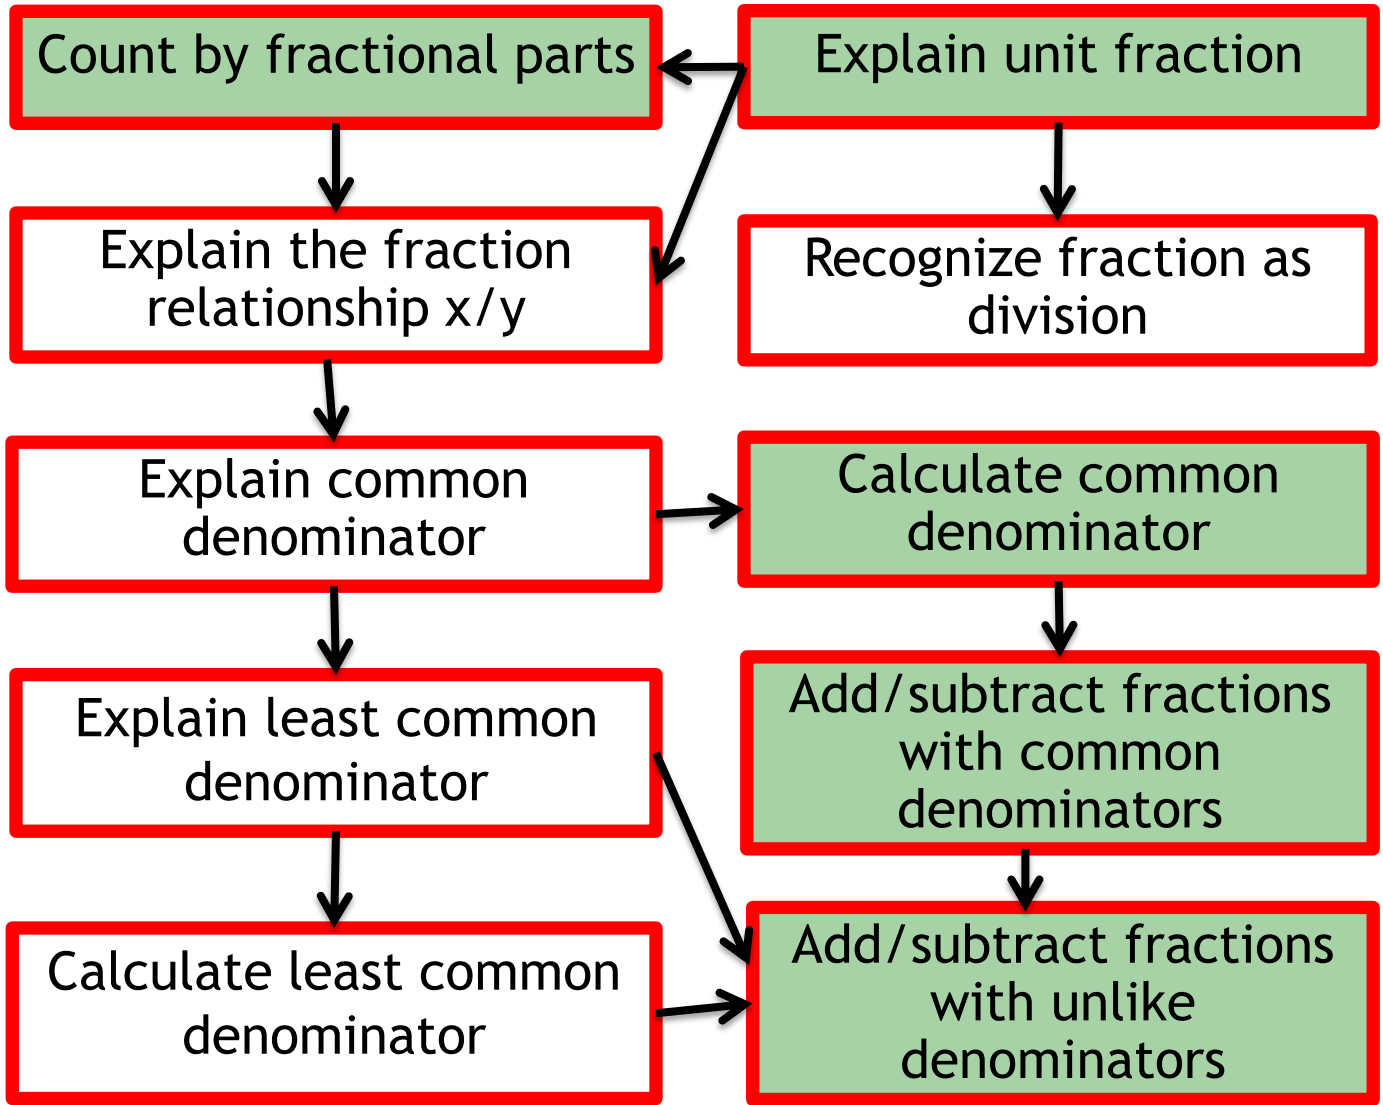 Count by fractional parts
Explain unit fraction
Explain the fraction
relationship x/y
Recognize fraction as
division
Explain common
denominator
Calculate common
denominator
Explain least common
denominator
Add/subtract fractions
with common
denominators
Calculate least common
denominator
Add/subtract fractions
with unlike
denominators